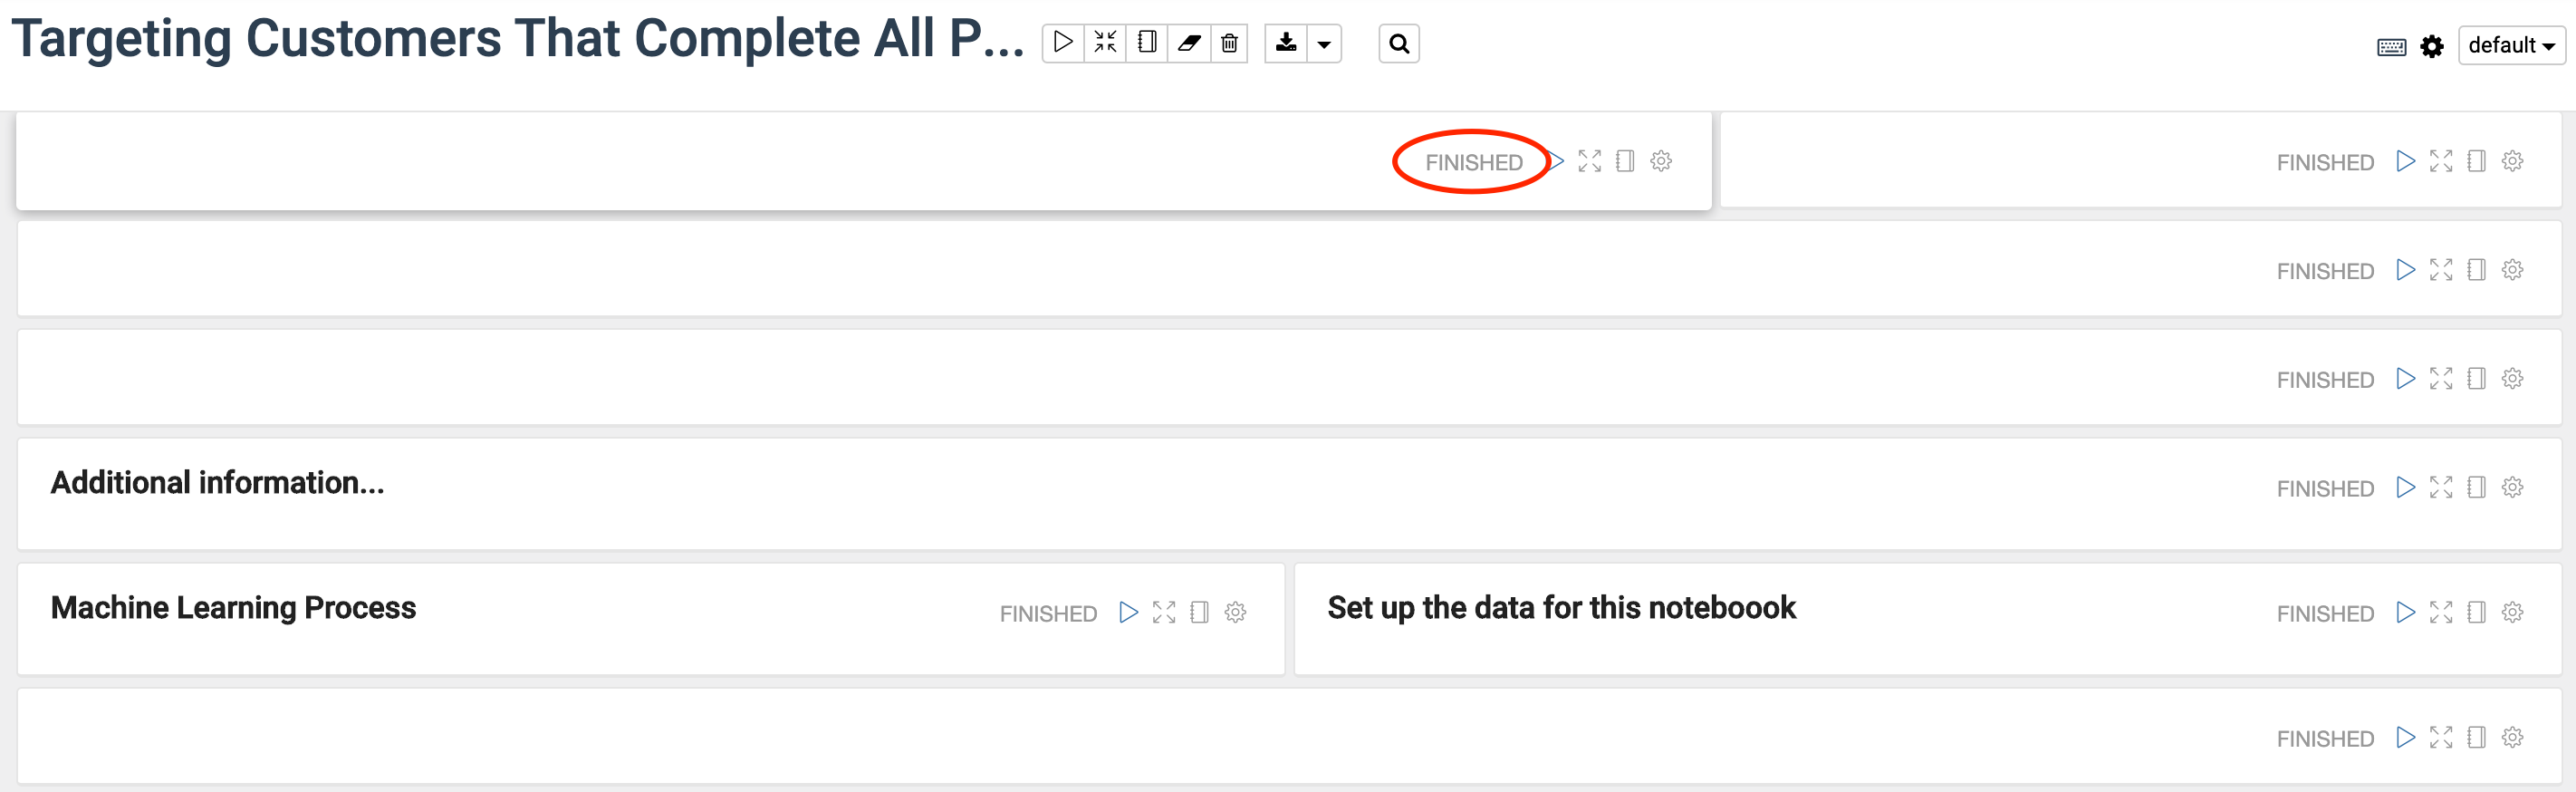 Targeting Customers That Complete All P...
default
FINISHED
FINISHED
FINISHED
FINISHED
Additional information...
FINISHED
Machine Learning Process
FINISHED
Set up the data for this noteboook
FINISHED
FINISHED